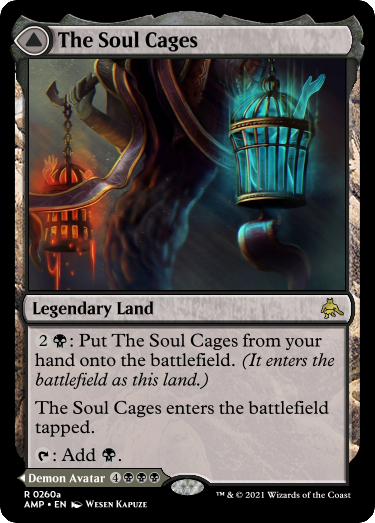 The Soul Cages
Legendary Land
2 : Put The Soul Cages from your
hand onto the battlefield. (It enters the
battlefield as this land.)
The Soul Cages enters the battlefield
tapped.
: Add .
Demon Avatar 4
R 0260a
AMP • EN Wesen Kapuze
™ & © 2021 Wizards of the Coast